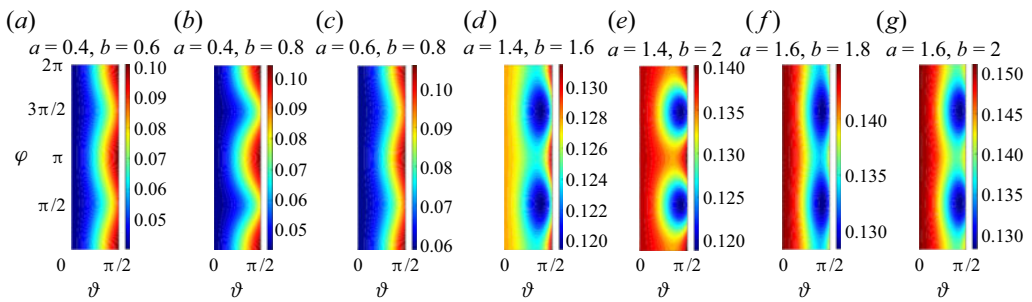 (a) (b) (c) (d) (e) (f) (g)
a = 0.4, b = 0.6 a = 0.4, b = 0.8 a = 0.6, b = 0.8 a = 1.4, b = 1.6 a = 1.4, b = 2 a = 1.6, b = 1.8 a = 1.6, b = 2
φ
2π
3π/2
π
π/2
0 π/2
ϑ
0.10
0.09
0.08
0.07
0.06
0.05
0 π/2
ϑ
0.10
0.09
0.08
0.07
0.06
0.05
0 π/2
ϑ
0.10
0.09
0.08
0.07
0.06
0 π/2
ϑ
0.130
0.128
0.126
0.124
0.122
0.120
0 π/2
ϑ
0.140
0.135
0.130
0.125
0.120
0 π/2
ϑ
0.140
0.135
0.130
0 π/2
ϑ
0.150
0.145
0.140
0.135
0.130